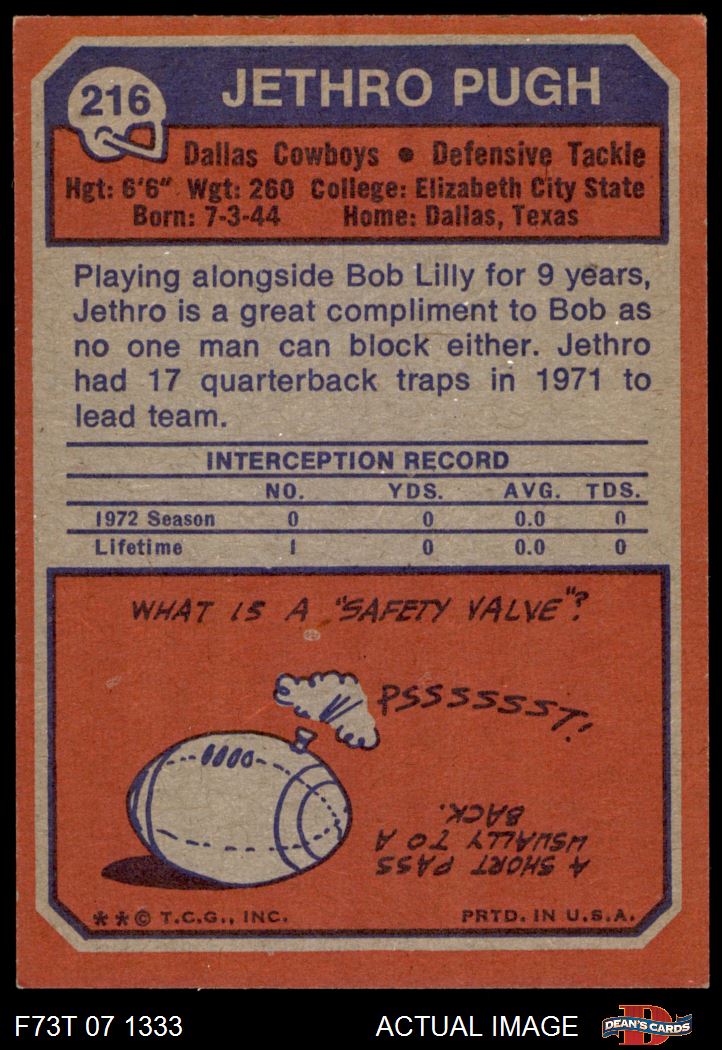 216
JETHRO PUGH
Dallas Cowboys • Defensive Tackle
Hgt: 6'6" Wgt: 260 College: Elizabeth City State
Born: 7-3-44 Home: Dallas, Texas
Playing alongside Bob Lilly for 9 years,
Jethro is a great compliment to Bob as
no one man can block either. Jethro
had 17 quarterback traps in 1971 to
lead team.
INTERCEPTION RECORD
NO. YDS. AVG. TDS.
1972 Season 0 0 0.0 0
Lifetime 1 0 0.0 0
WHAT IS A "SAFETY VALVE"?
PSSSSSSST!
A SHORT PASS
USUALLY TO A
BACK.
**© T.C.G., INC. PRTD. IN U.S.A.
F73T 07 1333 ACTUAL IMAGE D DEAN'S CARDS